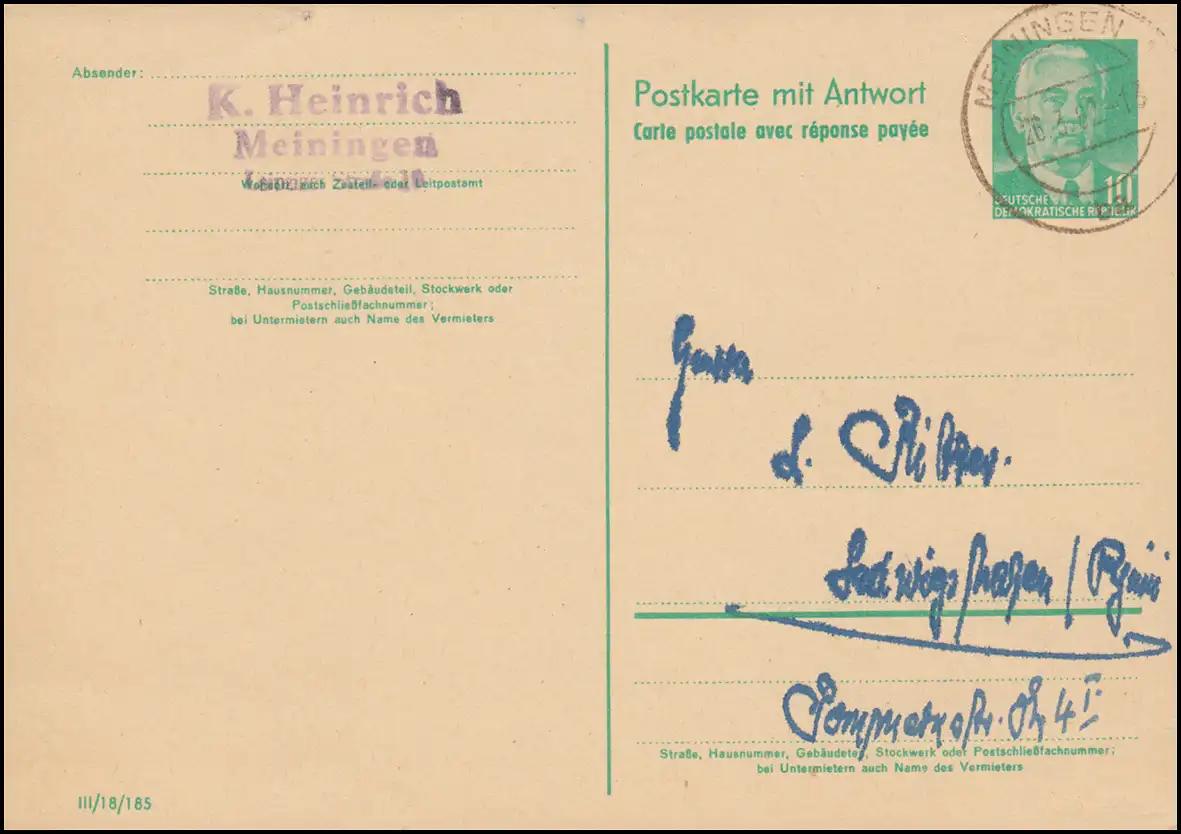 Absender:
K. Heinrich
Meiningen
Wohnort, auch Zustell- oder Leitpostamt
Straße, Hausnummer, Gebäudeteil, Stockwerk oder
Postschließfachnummer;
bei Untermietern auch Name des Vermieters
III/18/185
Postkarte mit Antwort
Carte postale avec réponse payée
MEININGEN
10
DEUTSCHE
DEMOKRATISCHE REPUBLIK
Ludwigshafen / Rhein
Straße, Hausnummer, Gebäudeteil, Stockwerk oder Postschließfachnummer;
bei Untermietern auch Name des Vermieters